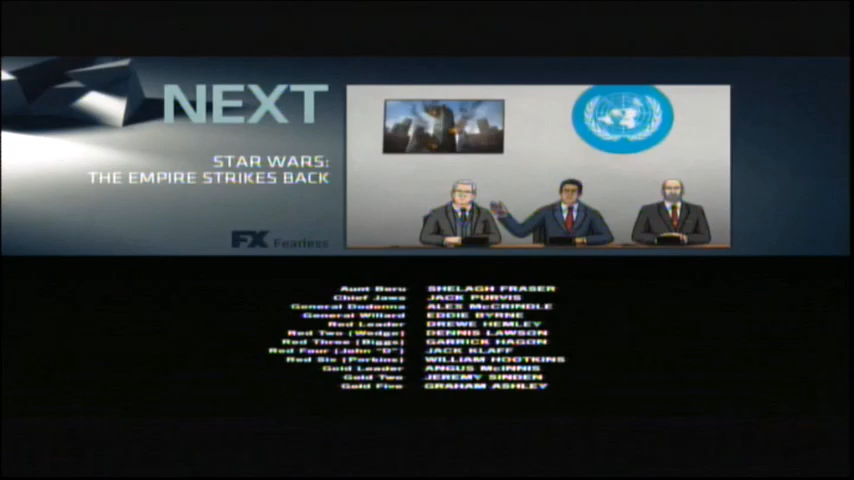 NEXT
STAR WARS:
THE EMPIRE STRIKES BACK
FX Fearless
Aunt Beru SHELAGH FRASER
Chief Jawa JACK PURVIS
General Dodonna ALEX McCRINDLE
General Willard EDDIE BYRNE
Red Leader DREWE HEMLEY
Red Two (Wedge) DENNIS LAWSON
Red Three (Biggs) GARRICK HAGON
Red Four (John "D") JACK KLAFF
Red Six (Porkins) WILLIAM HOOTKINS
Gold Leader ANGUS McINNIS
Gold Two JEREMY SINDEN
Gold Five GRAHAM ASHLEY